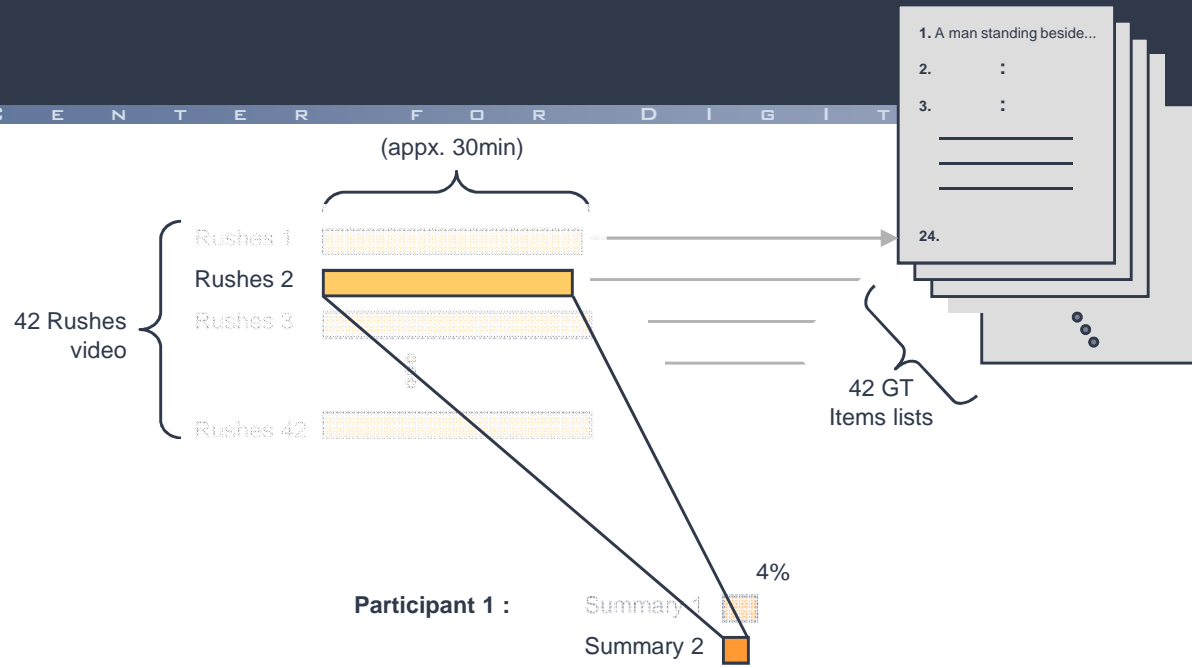 1. A man standing beside...
2. :
3. :
24.
C E N T E R F O R D I G I T
(appx. 30min)
Rushes 1
Rushes 2
Rushes 3
Rushes 42
42 Rushes
video
42 GT
Items lists
4%
Participant 1 :
Summary 1
Summary 2